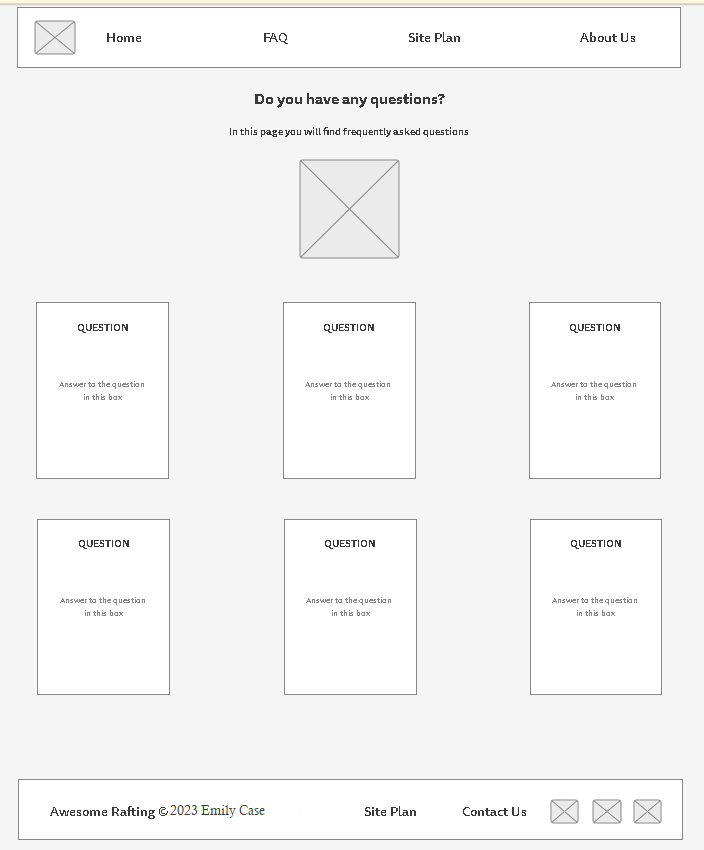 Home FAQ Site Plan About Us
Do you have any questions?
In this page you will find frequently asked questions
QUESTION QUESTION QUESTION
Answer to the question Answer to the question Answer to the question
in this box in this box in this box
QUESTION QUESTION QUESTION
Answer to the question Answer to the question Answer to the question
in this box in this box in this box
Awesome Rafting © 2023 Emily Case Site Plan Contact Us